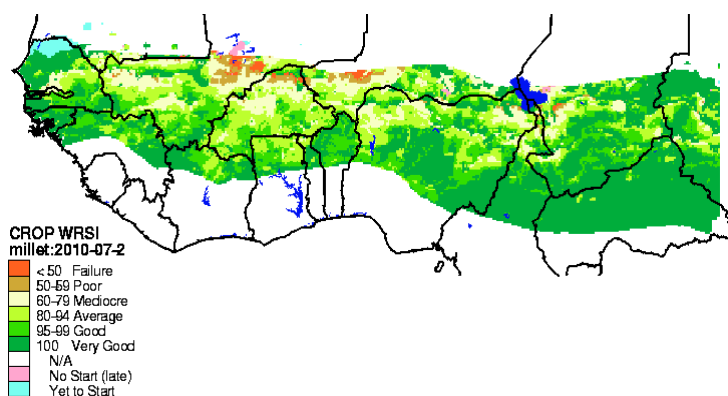 CROP WRSI
millet:2010-07-2
<50 Failure
50-59 Poor
60-79 Mediocre
80-94 Average
95-99 Good
100 Very Good
N/A
No Start (late)
Yet to Start